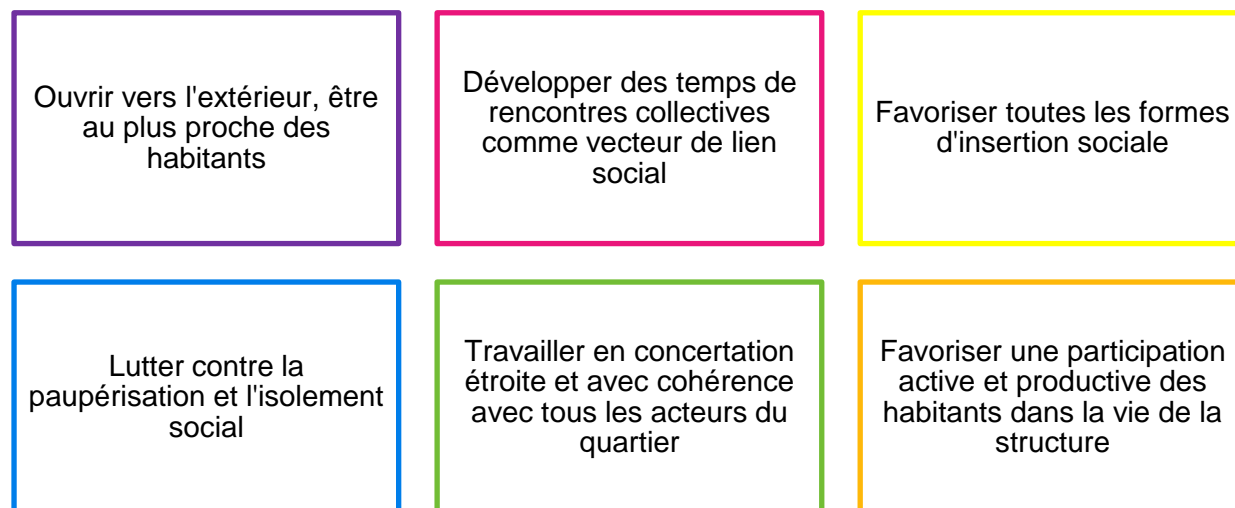 Ouvrir vers l'extérieur, être
au plus proche des
habitants
Développer des temps de
rencontres collectives
comme vecteur de lien
social
Favoriser toutes les formes
d'insertion sociale
Lutter contre la
paupérisation et l'isolement
social
Travailler en concertation
étroite et avec cohérence
avec tous les acteurs du
quartier
Favoriser une participation
active et productive des
habitants dans la vie de la
structure